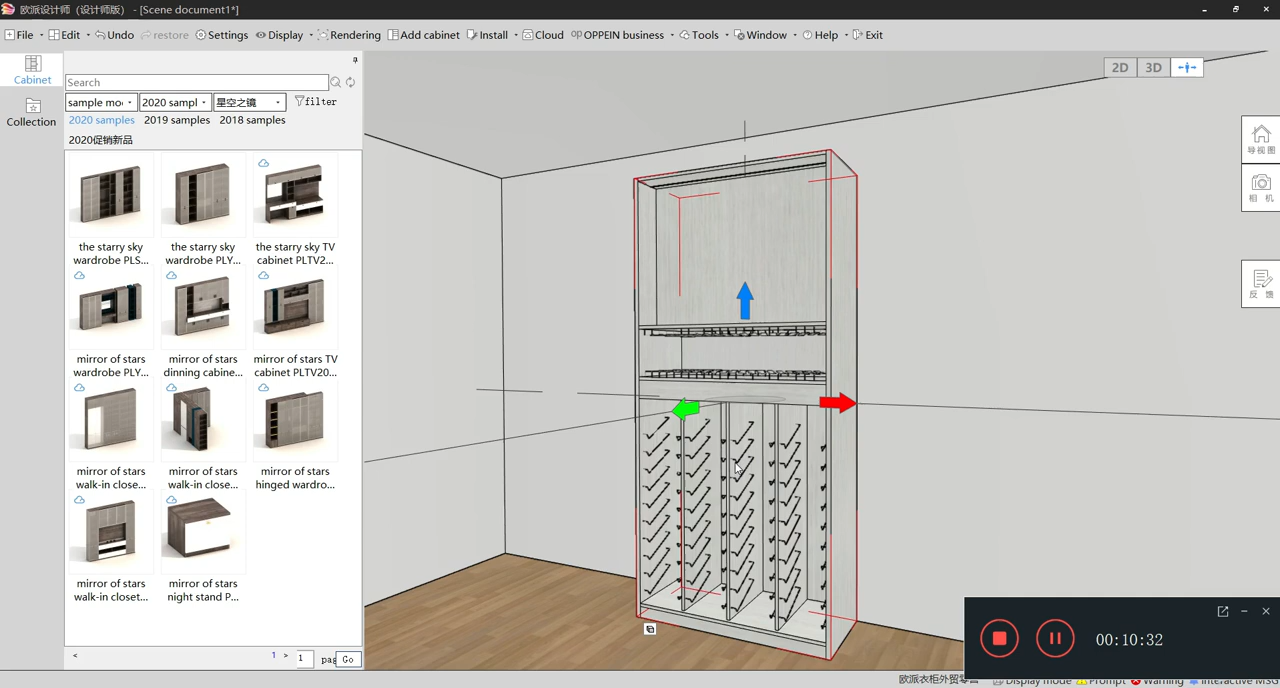 欧派设计师（设计师版） - [Scene document1*]
File Edit Undo restore Settings Display Rendering Add cabinet Install Cloud OPPEIN business Tools Window Help Exit
2D 3D
Cabinet
Collection
Search
sample mo 2020 sampl 星空之镜 filter
2020 samples 2019 samples 2018 samples
2020促销新品
the starry sky
wardrobe PLS...
the starry sky
wardrobe PLY...
the starry sky TV
cabinet PLTV2...
mirror of stars
wardrobe PLY...
mirror of stars
dinning cabine...
mirror of stars TV
cabinet PLTV20...
mirror of stars
walk-in close...
mirror of stars
walk-in close...
mirror of stars
hinged wardro...
mirror of stars
walk-in closet...
mirror of stars
night stand P...
< 1 > 1 pag Go
导视图
相 机
反 馈
00:10:32
欧派衣柜外贸零售 Display mode Prompt Warning Interactive MSG